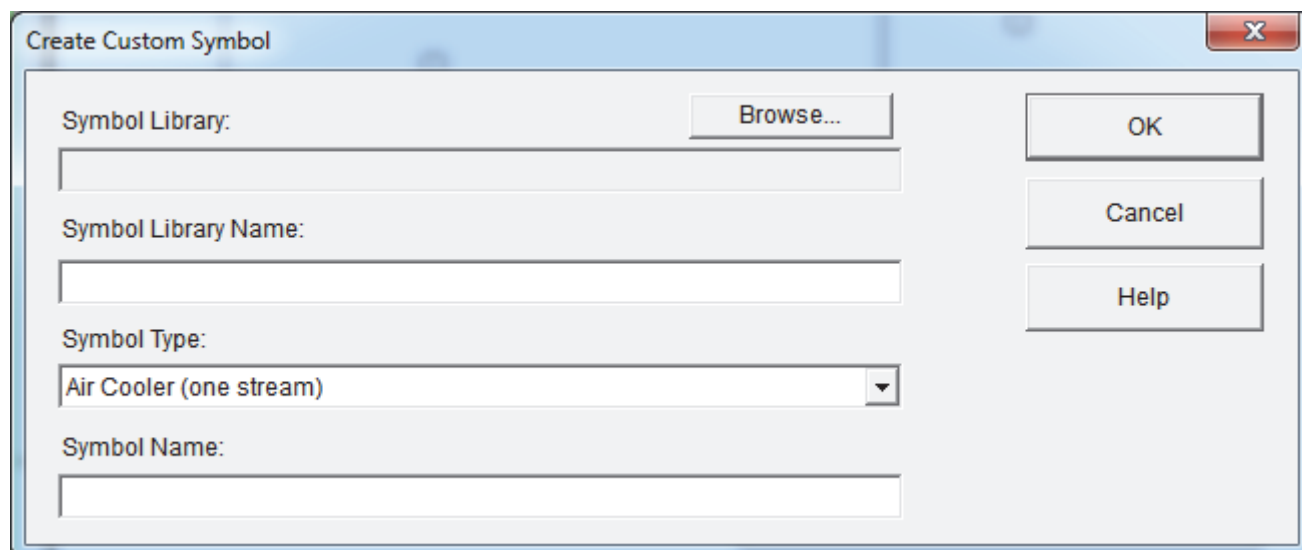 Create Custom Symbol
Symbol Library:
Browse...
OK
Symbol Library Name:
Cancel
Help
Symbol Type:
Air Cooler (one stream)
Symbol Name: